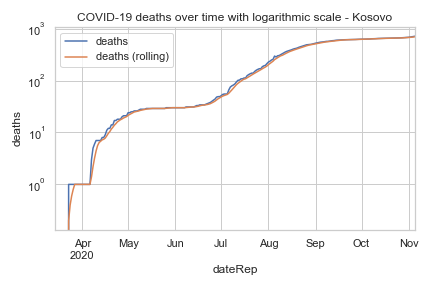 COVID-19 deaths over time with logarithmic scale - Kosovo
deaths
deaths (rolling)
10³
10²
10¹
10⁰
deaths
Apr May Jun Jul Aug Sep Oct Nov
2020
dateRep